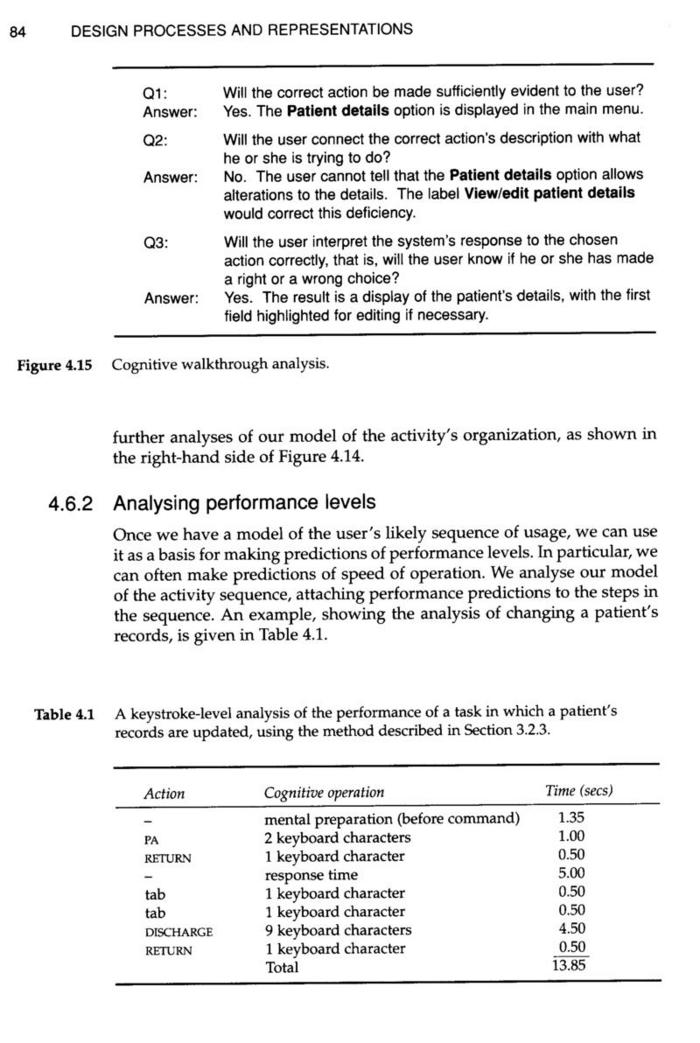 84 DESIGN PROCESSES AND REPRESENTATIONS
Q1: Will the correct action be made sufficiently evident to the user?
Answer: Yes. The Patient details option is displayed in the main menu.
Q2: Will the user connect the correct action's description with what
he or she is trying to do?
Answer: No. The user cannot tell that the Patient details option allows
alterations to the details. The label View/edit patient details
would correct this deficiency.
Q3: Will the user interpret the system's response to the chosen
action correctly, that is, will the user know if he or she has made
a right or a wrong choice?
Answer: Yes. The result is a display of the patient's details, with the first
field highlighted for editing if necessary.
Figure 4.15 Cognitive walkthrough analysis.
further analyses of our model of the activity's organization, as shown in
the right-hand side of Figure 4.14.
4.6.2 Analysing performance levels
Once we have a model of the user's likely sequence of usage, we can use
it as a basis for making predictions of performance levels. In particular, we
can often make predictions of speed of operation. We analyse our model
of the activity sequence, attaching performance predictions to the steps in
the sequence. An example, showing the analysis of changing a patient's
records, is given in Table 4.1.
Table 4.1 A keystroke-level analysis of the performance of a task in which a patient's
records are updated, using the method described in Section 3.2.3.
Action Cognitive operation Time (secs)
– mental preparation (before command) 1.35
PA 2 keyboard characters 1.00
RETURN 1 keyboard character 0.50
– response time 5.00
tab 1 keyboard character 0.50
tab 1 keyboard character 0.50
DISCHARGE 9 keyboard characters 4.50
RETURN 1 keyboard character 0.50
Total 13.85